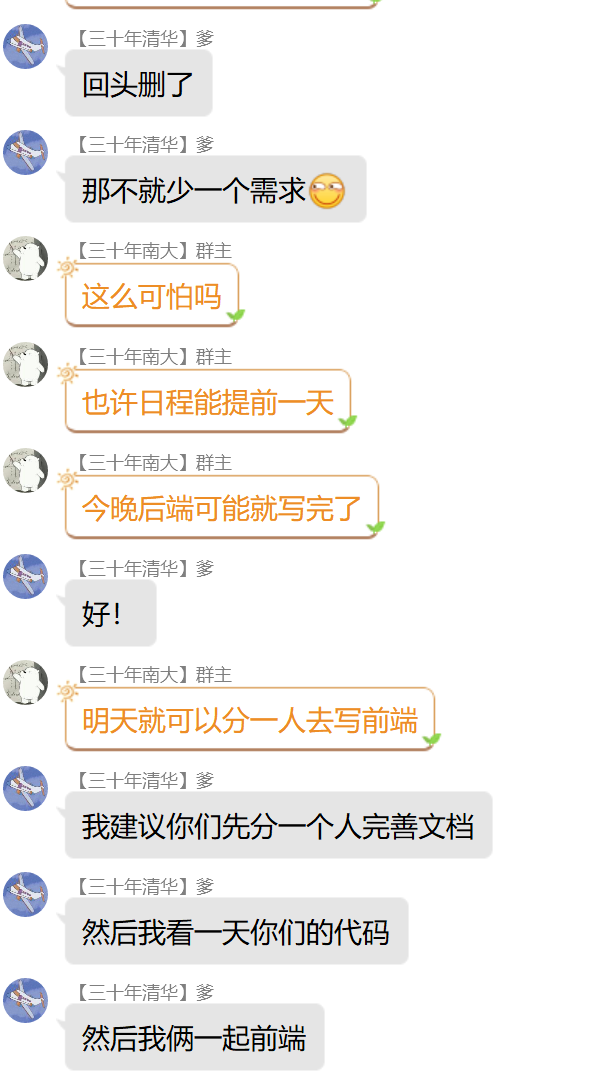 【三十年清华】爹
回头删了
【三十年清华】爹
那不就少一个需求
【三十年南大】群主
这么可怕吗
【三十年南大】群主
也许日程能提前一天
【三十年南大】群主
今晚后端可能就写完了
【三十年清华】爹
好！
【三十年南大】群主
明天就可以分一人去写前端
【三十年清华】爹
我建议你们先分一个人完善文档
【三十年清华】爹
然后我看一天你们的代码
【三十年清华】爹
然后我俩一起前端